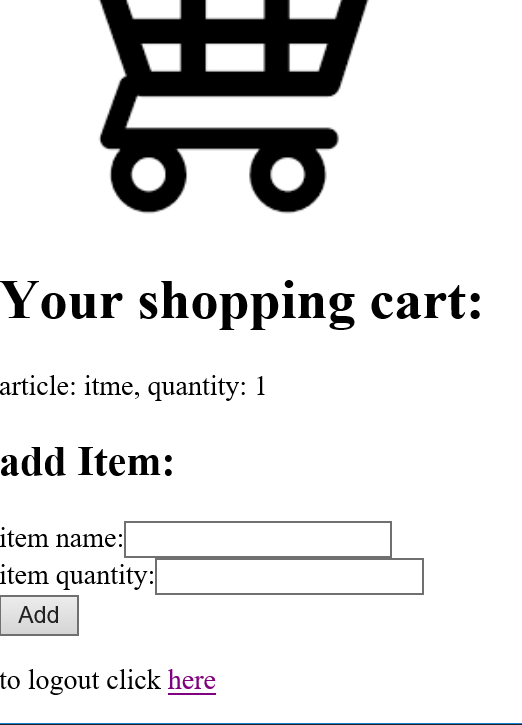 Your shopping cart:
article: itme, quantity: 1
add Item:
item name:
item quantity:
Add
to logout click here